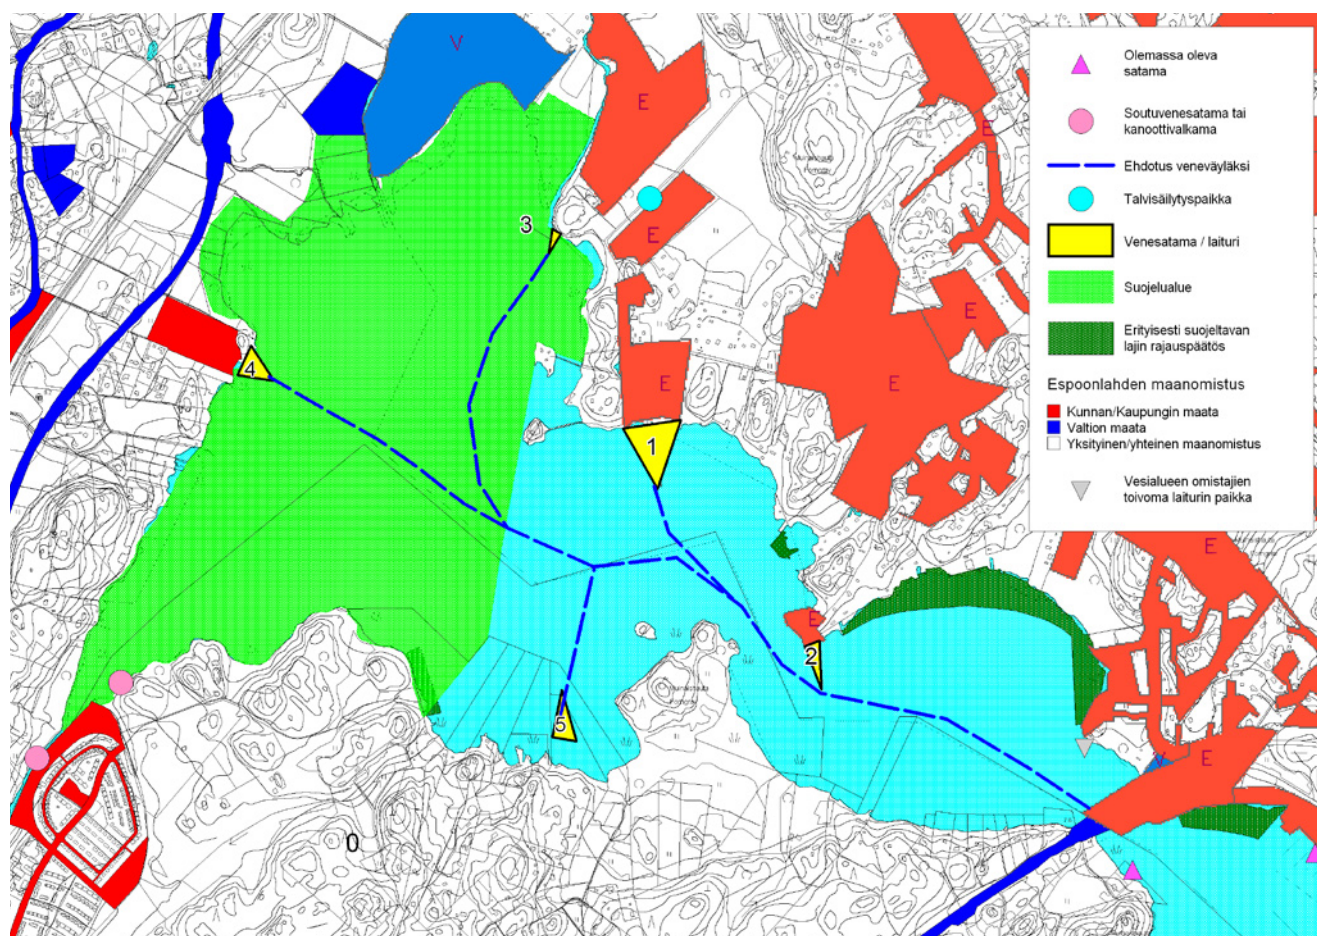 V
E
E
E
E
E
E
E
E
E
V
3
4
1
2
5
0
Olemassa oleva
satama
Soutuvenesatama tai
kanoottivalkama
Ehdotus veneväyläksi
Talvisäilytyspaikka
Venesatama / laituri
Suojelualue
Erityisesti suojeltavan
lajin rajauspäätös
Espoonlahden maanomistus
Kunnan/Kaupungin maata
Valtion maata
Yksityinen/yhteinen maanomistus
Vesialueen omistajien
toivoma laiturin paikka